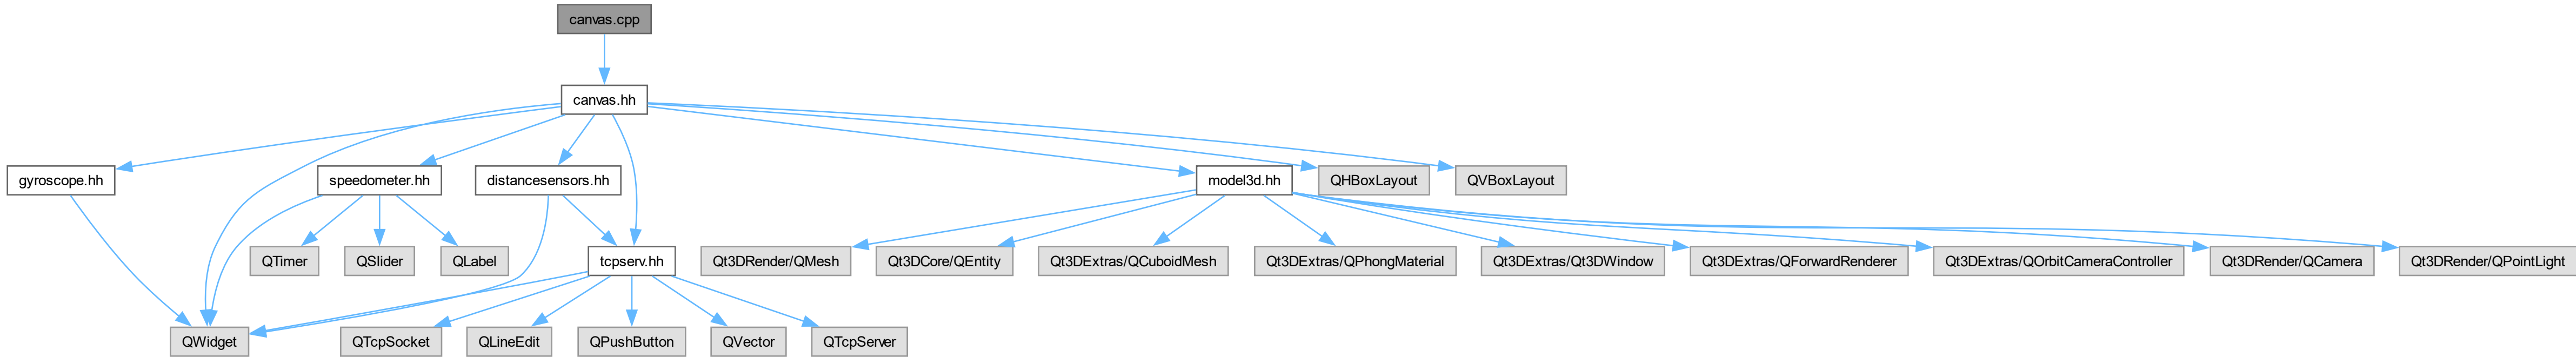 canvas.cpp
canvas.hh
gyroscope.hh
speedometer.hh
distancesensors.hh
model3d.hh
QHBoxLayout
QVBoxLayout
QTimer
QSlider
QLabel
tcpserv.hh
Qt3DRender/QMesh
Qt3DCore/QEntity
Qt3DExtras/QCuboidMesh
Qt3DExtras/QPhongMaterial
Qt3DExtras/Qt3DWindow
Qt3DExtras/QForwardRenderer
Qt3DExtras/QOrbitCameraController
Qt3DRender/QCamera
Qt3DRender/QPointLight
QWidget
QTcpSocket
QLineEdit
QPushButton
QVector
QTcpServer